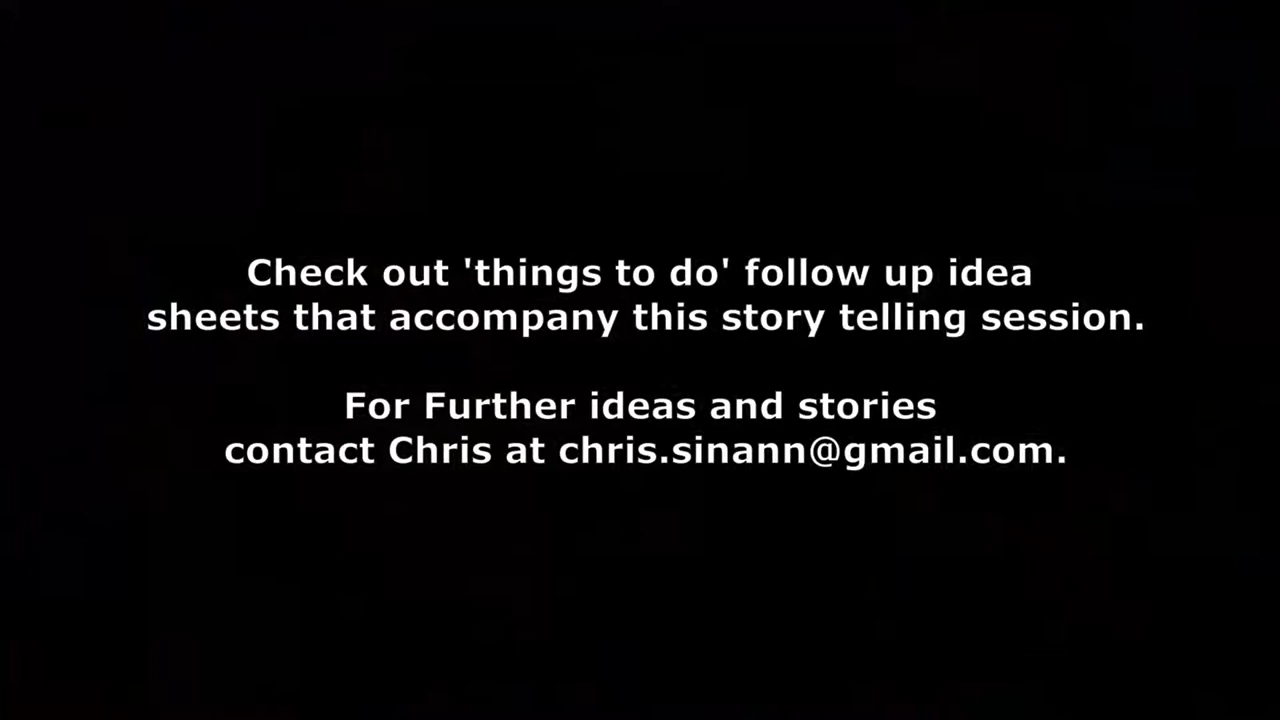 Check out 'things to do' follow up idea
sheets that accompany this story telling session.
For Further ideas and stories
contact Chris at chris.sinann@gmail.com.